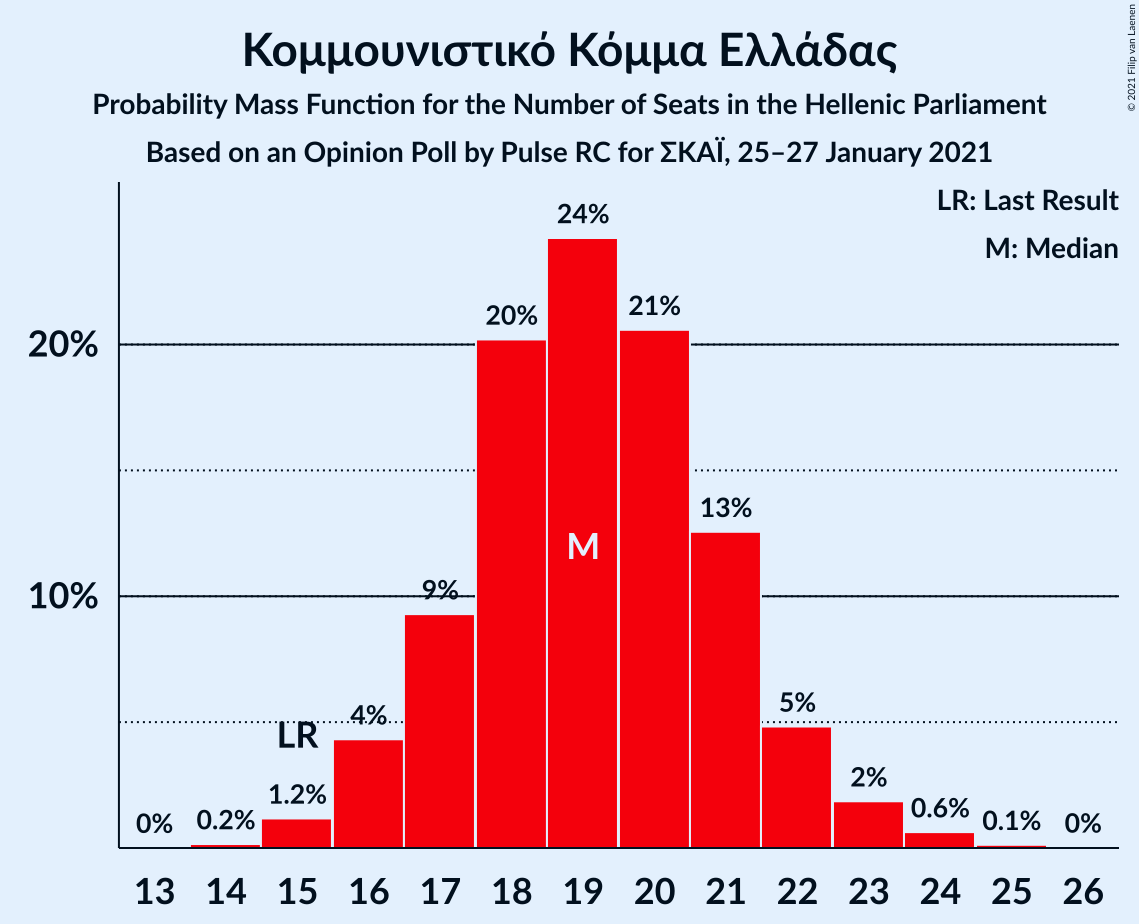 Κομμουνιστικό Κόμμα Ελλάδας
Probability Mass Function for the Number of Seats in the Hellenic Parliament
Based on an Opinion Poll by Pulse RC for ΣΚΑΪ, 25–27 January 2021
© 2021 Filip van Laenen
LR: Last Result
M: Median
24%
21%
20%
20%
13%
M
9%
10%
5%
4%
LR
2%
1.2%
0.6%
0% 0.2% 0.1% 0%
13 14 15 16 17 18 19 20 21 22 23 24 25 26